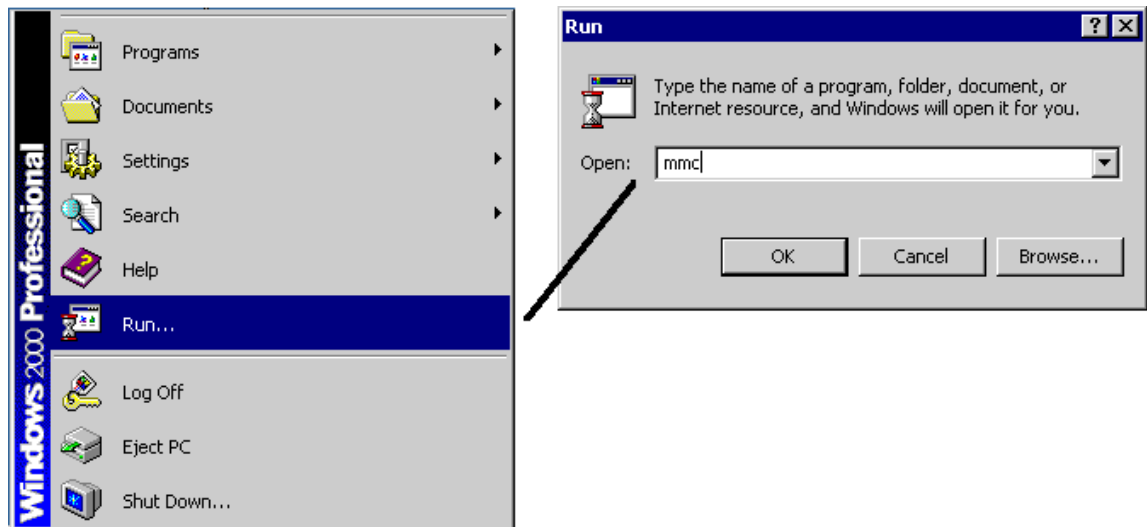 Windows 2000 Professional
Programs
Documents
Settings
Search
Help
Run...
Log Off
Eject PC
Shut Down...
Run
Type the name of a program, folder, document, or
Internet resource, and Windows will open it for you.
Open: mmc
OK Cancel Browse...